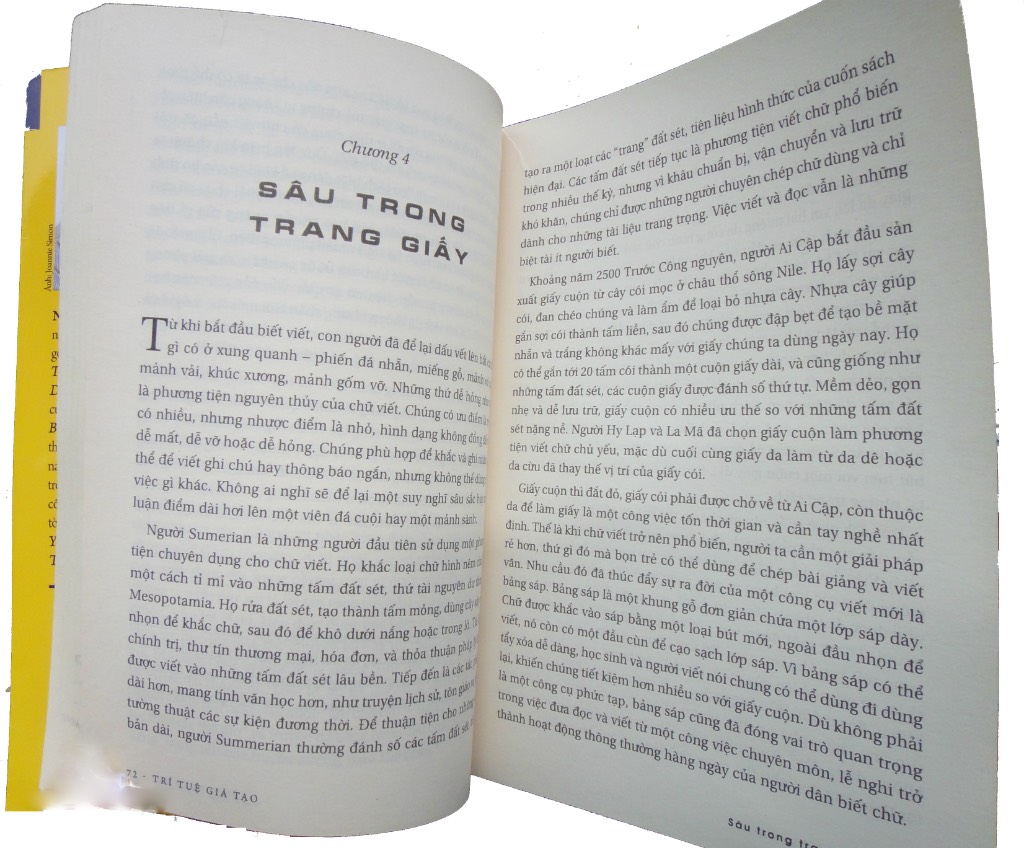 Ảnh: Joannie Simon
N
n
g
T
D
c
B
th
na
tr
cô
tò
Y
T
Chương 4
SÂU TRONG
TRANG GIẤY
Từ khi bắt đầu biết viết, con người đã để lại dấu vết lên bất
gì có ở xung quanh – phiến đá nhẵn, miếng gỗ, mảnh
mảnh vải, khúc xương, mảnh gốm vỡ. Những thứ dễ hỏng
là phương tiện nguyên thủy của chữ viết. Chúng có ưu điểm là
có nhiều, nhưng nhược điểm là nhỏ, hình dạng không đồng
dễ mất, dễ vỡ hoặc dễ hỏng. Chúng phù hợp để khắc và ghi
thể để viết ghi chú hay thông báo ngắn, nhưng không thể dùng
việc gì khác. Không ai nghĩ sẽ để lại một suy nghĩ sâu sắc hay
luận điểm dài hơi lên một viên đá cuội hay một mảnh sành.
Người Sumerian là những người đầu tiên sử dụng một
tiện chuyên dụng cho chữ viết. Họ khắc loại chữ hình nêm
một cách tỉ mỉ vào những tấm đất sét, thứ tài nguyên dư
Mesopotamia. Họ rửa đất sét, tạo thành tấm mỏng, dùng cây
nhọn để khắc chữ, sau đó để khô dưới nắng hoặc trong lò.
chính trị, thư tín thương mại, hóa đơn, và thỏa thuận pháp
được viết vào những tấm đất sét lâu bền. Tiếp đến là các
dài hơn, mang tính văn học hơn, như truyện lịch sử, tôn giáo
tường thuật các sự kiện đương thời. Để thuận tiện cho những
bản dài, người Summerian thường đánh số các tấm đất sét,
72 · TRÍ TUỆ GIẢ TẠO
tạo ra một loạt các “trang” đất sét, tiên liệu hình thức của cuốn sách
hiện đại. Các tấm đất sét tiếp tục là phương tiện viết chữ phổ biến
trong nhiều thế kỷ, nhưng vì khâu chuẩn bị, vận chuyển và lưu trữ
khó khăn, chúng chỉ được những người chuyên chép chữ dùng và chỉ
dành cho những tài liệu trang trọng. Việc viết và đọc vẫn là những
biệt tài ít người biết.
Khoảng năm 2500 Trước Công nguyên, người Ai Cập bắt đầu sản
xuất giấy cuộn từ cây cói mọc ở châu thổ sông Nile. Họ lấy sợi cây
cói, đan chéo chúng và làm ẩm để loại bỏ nhựa cây. Nhựa cây giúp
gắn sợi cói thành tấm liền, sau đó chúng được đập bẹt để tạo bề mặt
nhẵn và trắng không khác mấy với giấy chúng ta dùng ngày nay. Họ
có thể gắn tới 20 tấm cói thành một cuộn giấy dài, và cũng giống như
những tấm đất sét, các cuộn giấy được đánh số thứ tự. Mềm dẻo, gọn
nhẹ và dễ lưu trữ, giấy cuộn có nhiều ưu thế so với những tấm đất
sét nặng nề. Người Hy Lạp và La Mã đã chọn giấy cuộn làm phương
tiện viết chữ chủ yếu, mặc dù cuối cùng giấy da làm từ da dê hoặc
da cừu đã thay thế vị trí của giấy cói.
Giấy cuộn thì đắt đỏ, giấy cói phải được chở về từ Ai Cập, còn thuộc
da để làm giấy là một công việc tốn thời gian và cần tay nghề nhất
định. Thế là khi chữ viết trở nên phổ biến, người ta cần một giải pháp
rẻ hơn, thứ gì đó mà bọn trẻ có thể dùng để chép bài giảng và viết
văn. Nhu cầu đó đã thúc đẩy sự ra đời của một công cụ viết mới là
bảng sáp. Bảng sáp là một khung gỗ đơn giản chứa một lớp sáp dày.
Chữ được khắc vào sáp bằng một loại bút mới, ngoài đầu nhọn để
viết, nó còn có một đầu cùn để cạo sạch lớp sáp. Vì bảng sáp có thể
tẩy xóa dễ dàng, học sinh và người viết nói chung có thể dùng đi dùng
lại, khiến chúng tiết kiệm hơn nhiều so với giấy cuộn. Dù không phải
là một công cụ phức tạp, bảng sáp cũng đã đóng vai trò quan trọng
trong việc đưa đọc và viết từ một công việc chuyên môn, lễ nghi trở
thành hoạt động thông thường hàng ngày của người dân biết chữ.
Sâu trong tra